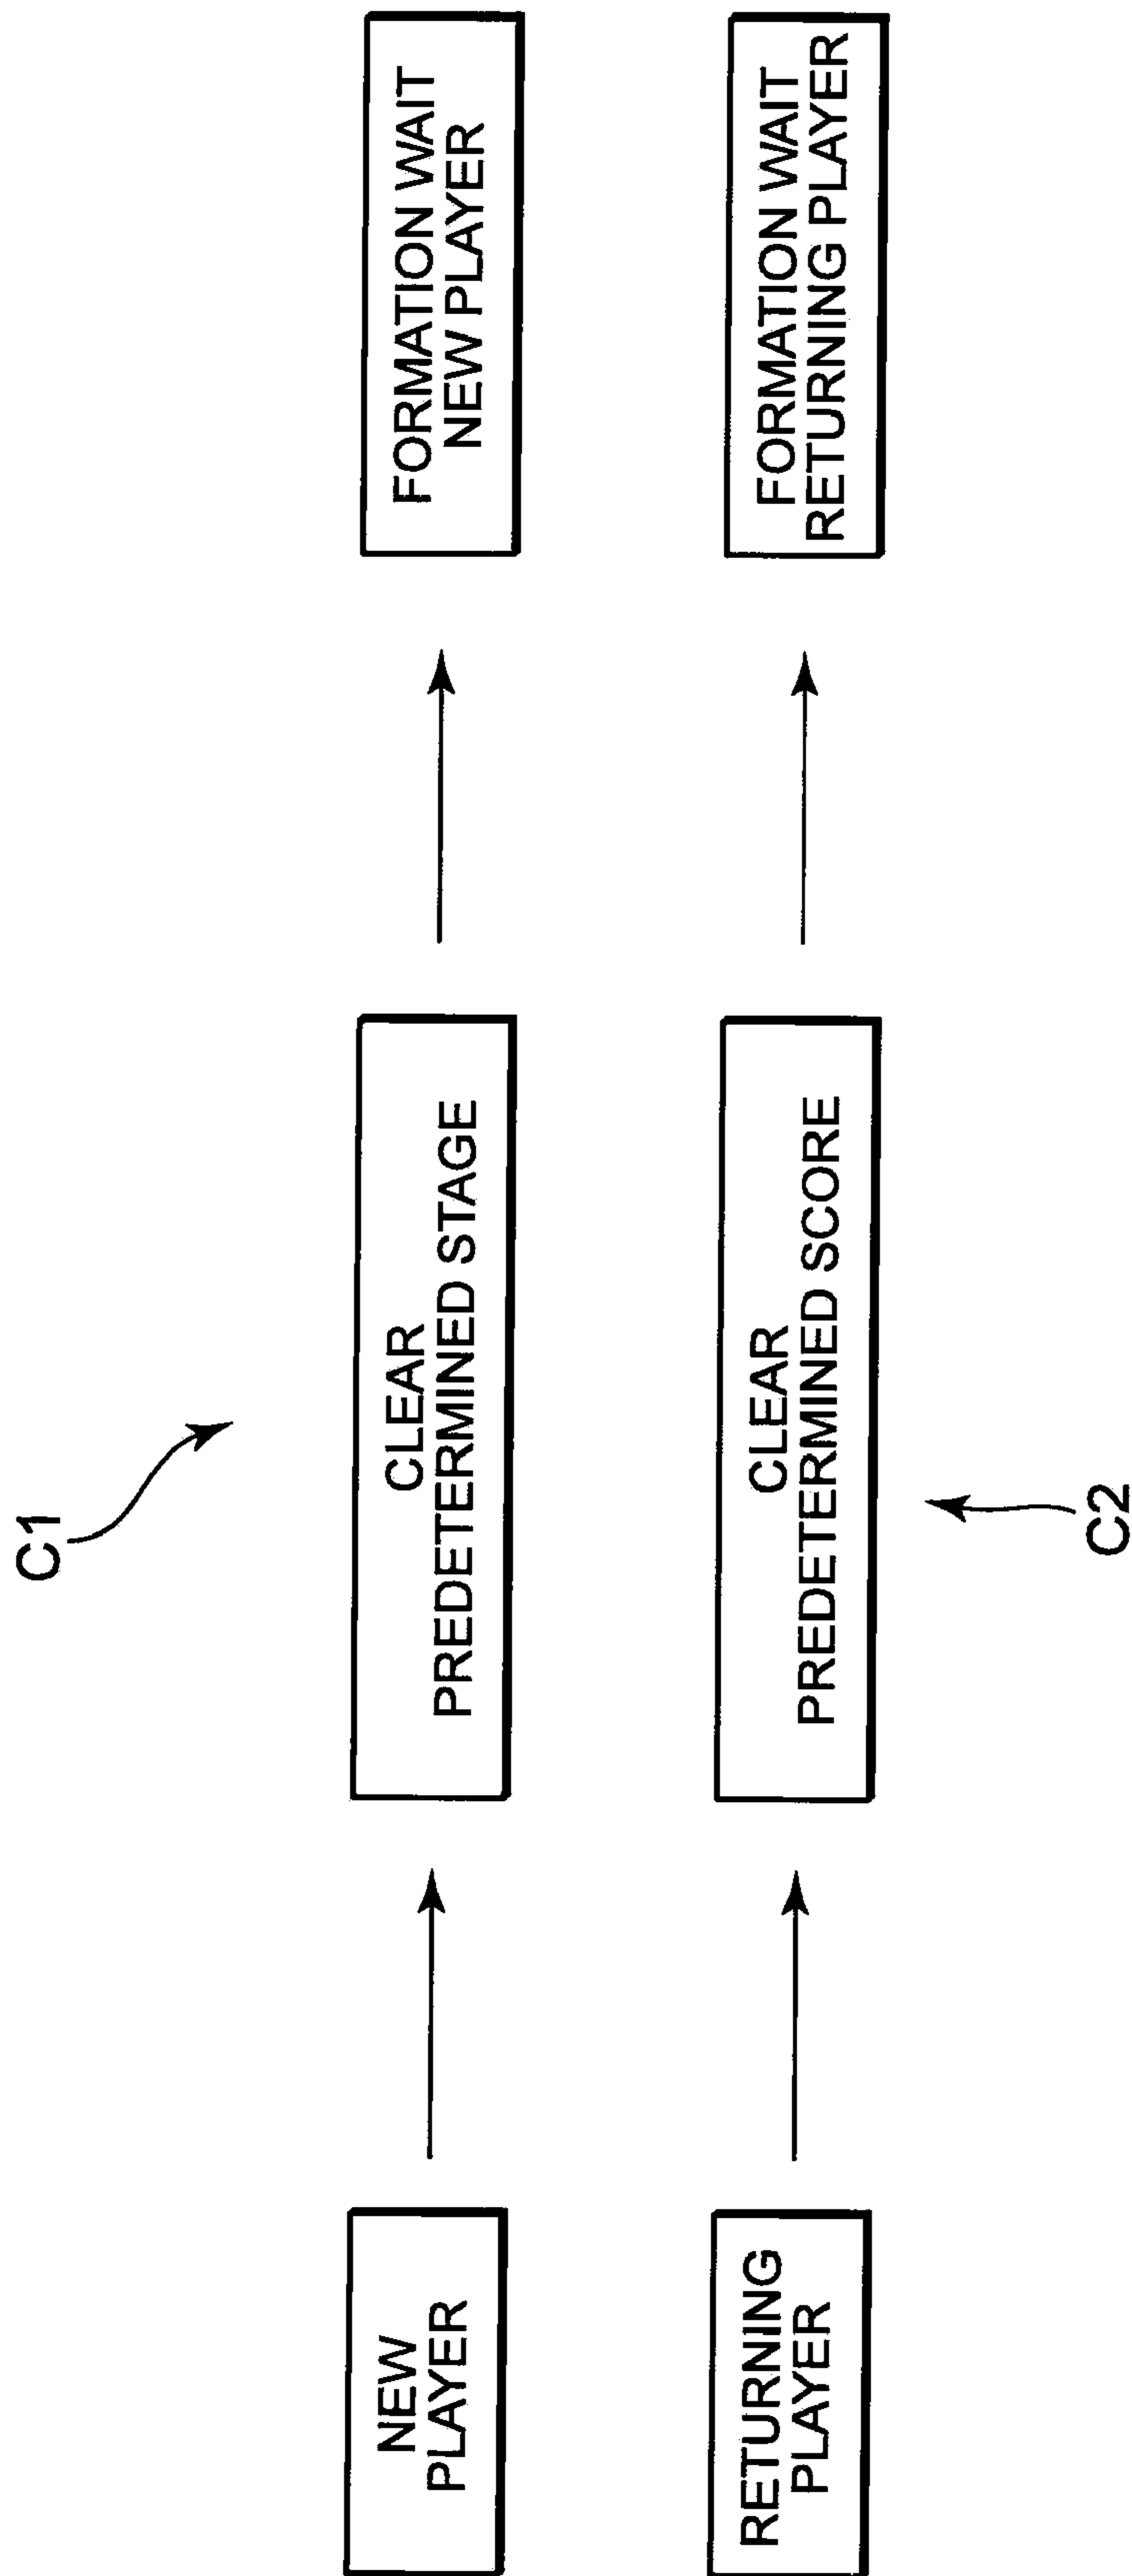 C1
NEW
PLAYER
CLEAR
PREDETERMINED STAGE
FORMATION WAIT
NEW PLAYER
RETURNING
PLAYER
CLEAR
PREDETERMINED SCORE
FORMATION WAIT
RETURNING PLAYER
C2